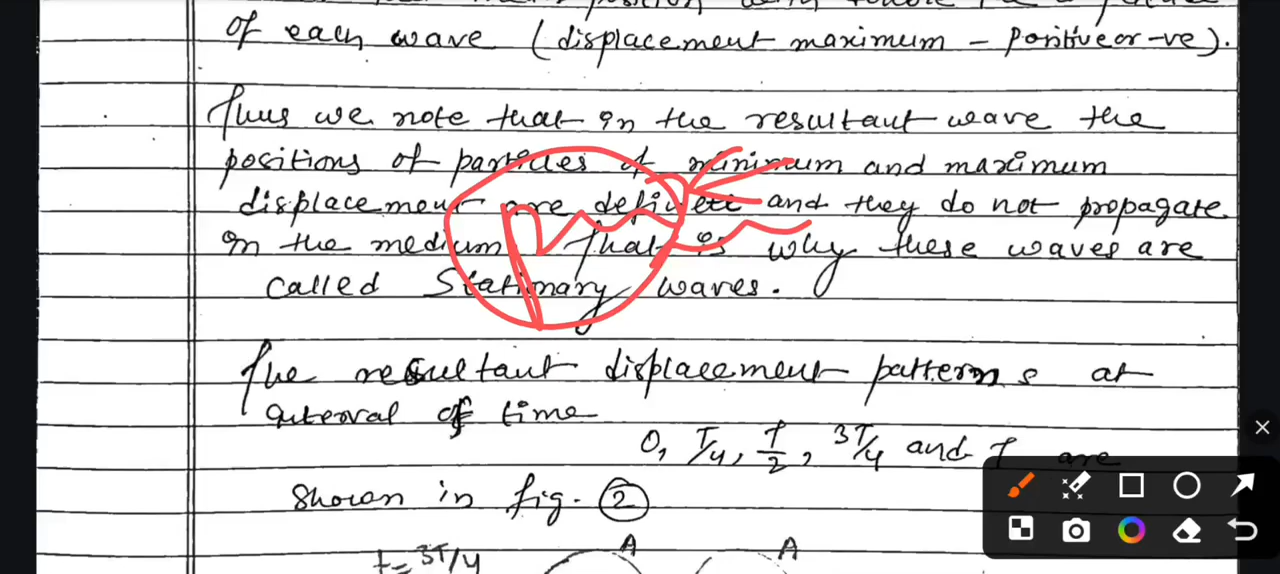 of each wave (displacement maximum - positive or -ve).
Thus we note that in the resultant wave the
positions of particles of minimum and maximum
displacement are definite and they do not propagate
in the medium. That is why these waves are
called Stationary waves.
The resultant displacement patterns at
interval of time
0, T/4, T/2, 3T/4 and T are
shown in fig. 2
t = 3T/4 A A